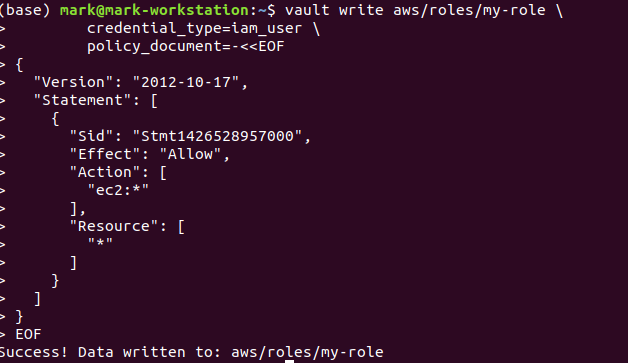 (base) mark@mark-workstation:~$ vault write aws/roles/my-role \
>         credential_type=iam_user \
>         policy_document=-<<EOF
> {
>   "Version": "2012-10-17",
>   "Statement": [
>     {
>       "Sid": "Stmt1426528957000",
>       "Effect": "Allow",
>       "Action": [
>         "ec2:*"
>       ],
>       "Resource": [
>         "*"
>       ]
>     }
>   ]
> }
> EOF
Success! Data written to: aws/roles/my-role